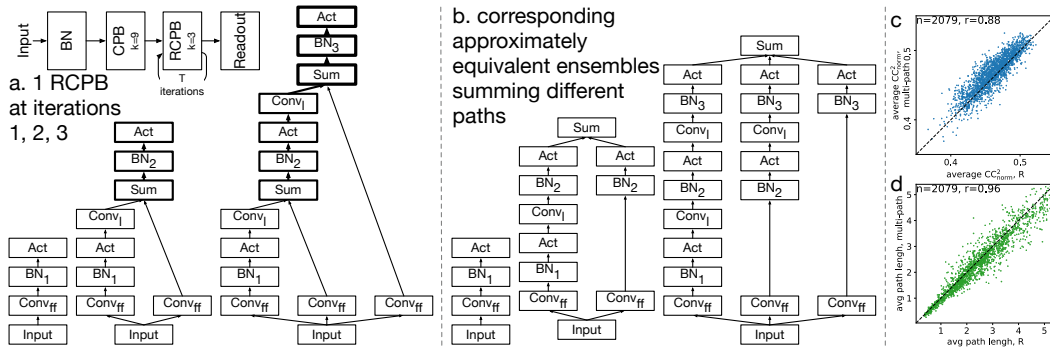 Input
BN
CPB
k=9
RCPB
k=3
Readout
T
iterations
a. 1 RCPB
at iterations
1, 2, 3
Act
BN1
Convff
Input
Act
BN2
Sum
Convl
Act
BN1
Convff
Convff
Input
Act
BN3
Sum
Convl
Act
BN2
Sum
Convl
Act
BN1
Convff
Convff
Convff
Input
b. corresponding
approximately
equivalent ensembles
summing different
paths
Act
BN1
Convff
Input
Sum
Act
BN2
Convl
Act
BN1
Convff
Act
BN2
Convff
Input
Sum
Act
BN3
Convl
Act
BN2
Convl
Act
BN1
Convff
Act
BN3
Convl
Act
BN2
Convff
Act
BN3
Convff
Input
c
n=2079, r=0.88
average CC²norm,
multi-path
0,5
0,4
0,4
0,5
average CC²norm, R
d
n=2079, r=0.96
avg path lengh, multi-path
5
4
3
2
1
1
2
3
4
5
avg path lengh, R